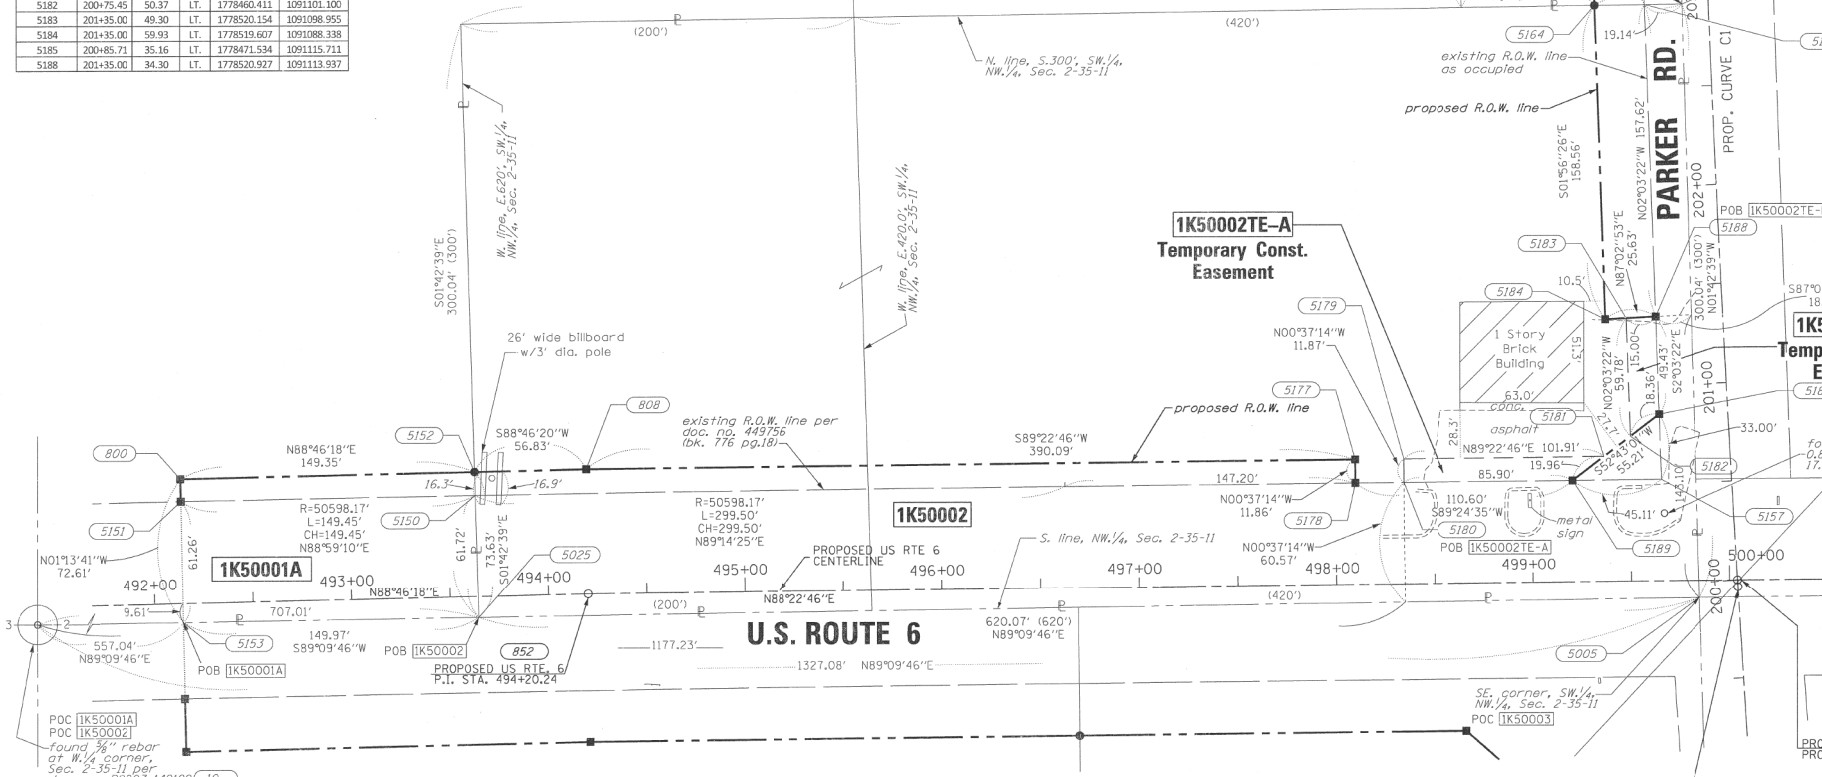 5182 200+75.45 50.37 LT. 1778460.411 1091101.100
5183 201+35.00 49.30 LT. 1778520.154 1091098.955
5184 201+35.00 59.93 LT. 1778519.607 1091088.338
5185 200+85.71 35.16 LT. 1778471.534 1091115.711
5188 201+35.00 34.30 LT. 1778520.927 1091113.937
(200')
(420')
N. line, S.300', SW.¼,
NW.¼, Sec. 2-35-11
W. line, E.620', SW.¼,
NW.¼, Sec. 2-35-11
W. line, E.420.0', SW.¼,
NW.¼, Sec. 2-35-11
S01°42'39"E
300.04' (300')
5164
19.14'
existing R.O.W. line
as occupied
proposed R.O.W. line
PARKER RD.
PROP. CURVE C1
S01°56'26"E
158.56'
N02°03'22"W 157.62'
202+00
POB 1K50002TE-
5188
1K50002TE-A
Temporary Const.
Easement
5183
N87°02'53"E
25.63'
5184
10.5'
300.04' (300')
N01°42'39"W
S87°0
18.
5179
N00°37'14"W
11.87'
1 Story
Brick
Building
51.3'
63.0'
conc.
asphalt
N02°03'22"W
59.78'
15.00'
49.43'
S2°03'22"E
18.36'
1K5
Temp
E
201+00
26' wide billboard
w/3' dia. pole
808
5177
proposed R.O.W. line
5181
27.7'
28.3'
33.00'
existing R.O.W. line per
doc. no. 449756
(bk. 776 pg.18)
5152
S88°46'20"W
56.83'
S89°22'46"W
390.09'
N89°22'46"E 101.91'
S52°43'01"W
55.21'
5182
800
N88°46'18"E
149.35'
16.3'
16.9'
147.20'
85.90'
19.96'
143.10'
N00°37'14"W
11.86'
5178
110.60'
S89°24'35"W
5180
POB 1K50002TE-A
metal
sign
45.11'
5157
5189
5151
R=50598.17'
L=149.45'
CH=149.45'
N88°59'10"E
5150
R=50598.17'
L=299.50'
CH=299.50'
N89°14'25"E
1K50002
S. line, NW.¼, Sec. 2-35-11
N01°13'41"W
72.61'
61.26'
1K50001A
61.72'
73.63'
S01°42'39"E
5025
PROPOSED US RTE 6
CENTERLINE
N00°37'14"W
60.57'
492+00
493+00
494+00
495+00
496+00
497+00
498+00
499+00
500+00
200+00
N88°46'18"E
N88°22'46"E
9.61'
707.01'
(200')
(420')
3
2
557.04'
N89°09'46"E
5153
149.97'
S89°09'46"W
POB 1K50001A
POB 1K50002
852
PROPOSED US RTE. 6
P.I. STA. 494+20.24
1177.23'
U.S. ROUTE 6
620.07' (620')
N89°09'46"E
1327.08' N89°09'46"E
5005
SE. corner, SW.¼,
NW.¼, Sec. 2-35-11
POC 1K50003
POC 1K50001A
POC 1K50002
found ⅝" rebar
at W.¼ corner,
Sec. 2-35-11 per
PRO
PRO